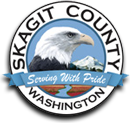 SKAGIT COUNTY
Serving With Pride
WASHINGTON